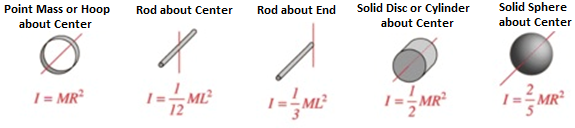 Point Mass or Hoop
about Center
I = MR²
Rod about Center
I = 1/12 ML²
Rod about End
I = 1/3 ML²
Solid Disc or Cylinder
about Center
I = 1/2 MR²
Solid Sphere
about Center
I = 2/5 MR²